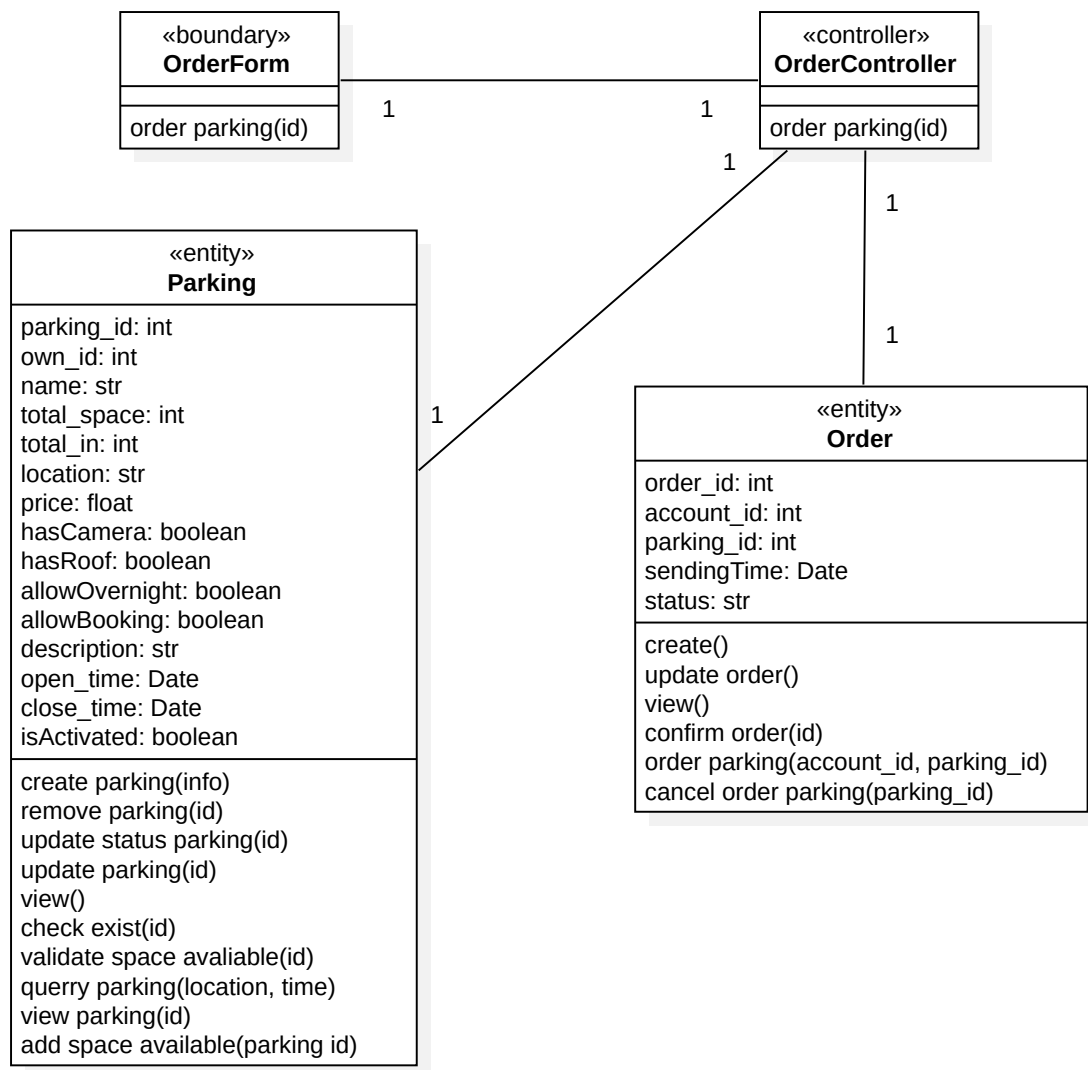 «boundary»
OrderForm
order parking(id)
«controller»
OrderController
order parking(id)
1
1
1
1
1
1
«entity»
Parking
parking_id: int
own_id: int
name: str
total_space: int
total_in: int
location: str
price: float
hasCamera: boolean
hasRoof: boolean
allowOvernight: boolean
allowBooking: boolean
description: str
open_time: Date
close_time: Date
isActivated: boolean
create parking(info)
remove parking(id)
update status parking(id)
update parking(id)
view()
check exist(id)
validate space avaliable(id)
querry parking(location, time)
view parking(id)
add space available(parking id)
«entity»
Order
order_id: int
account_id: int
parking_id: int
sendingTime: Date
status: str
create()
update order()
view()
confirm order(id)
order parking(account_id, parking_id)
cancel order parking(parking_id)